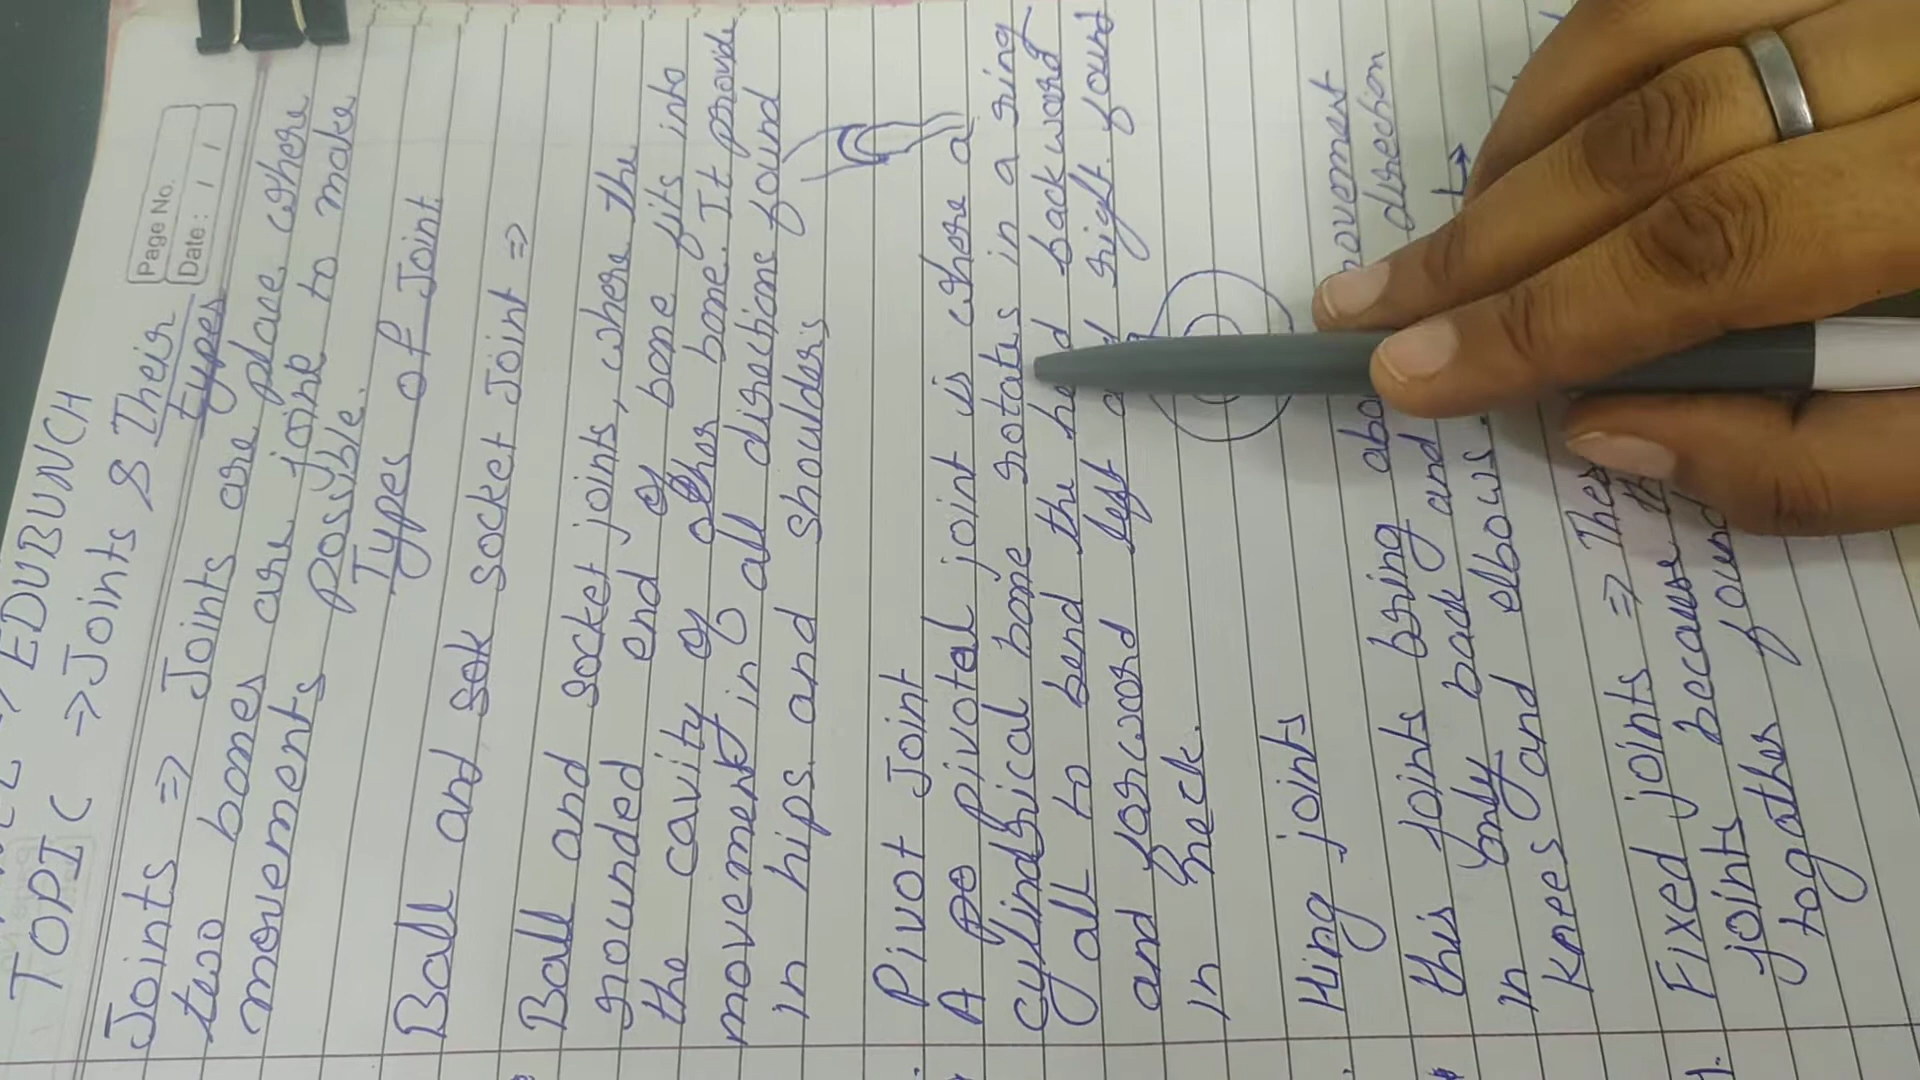 EDUBUNCH
TOPIC → Joints & Their
types
Page No.
Date: / /
Joints ⇒ Joints are place where
two bones are joine to make
movements possible.
Types of Joint
Ball and sok socket Joint ⇒
Ball and socket joints, where the
rounded end of bone fits into
the cavity of other bone. It provide
movement in all directions found
in hips and shoulders
Pivot Joint
A po pivotal joint is where a
cylindrical bone rotates in a ring
all to bend the head backward
and forcword left right. found
in neck.
Hing joints
this joints bring movement
in only back and direction
Knees and elbows.
Fixed joints ⇒
joints because
togather found